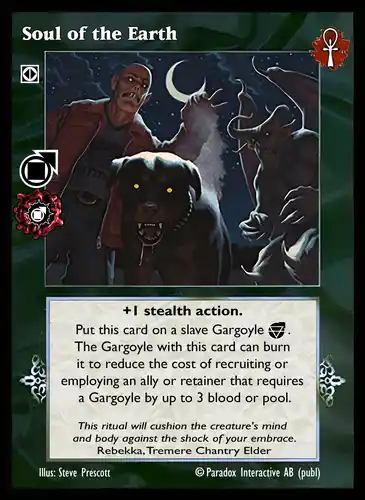 Soul of the Earth
+1 stealth action.
Put this card on a slave Gargoyle .
The Gargoyle with this card can burn
it to reduce the cost of recruiting or
employing an ally or retainer that requires
a Gargoyle by up to 3 blood or pool.
This ritual will cushion the creature's mind
and body against the shock of your embrace.
Rebekka, Tremere Chantry Elder
Illus: Steve Prescott © Paradox Interactive AB (publ)